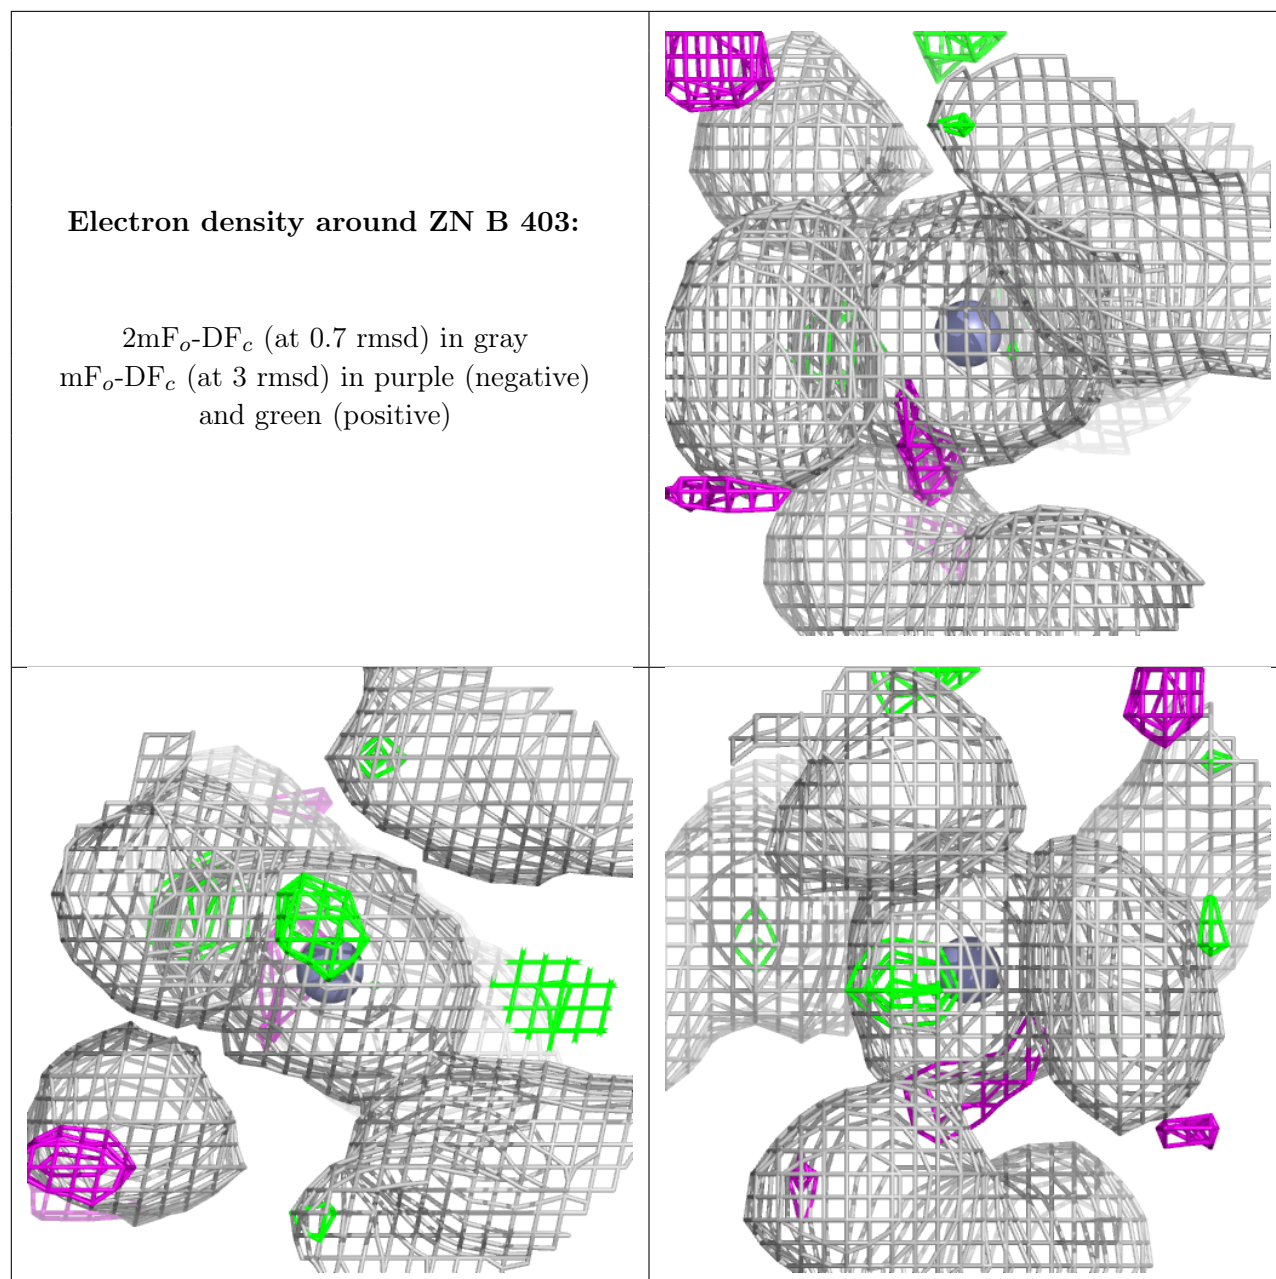 Electron density around ZN B 403:
2mFo-DFc (at 0.7 rmsd) in gray
mFo-DFc (at 3 rmsd) in purple (negative)
and green (positive)